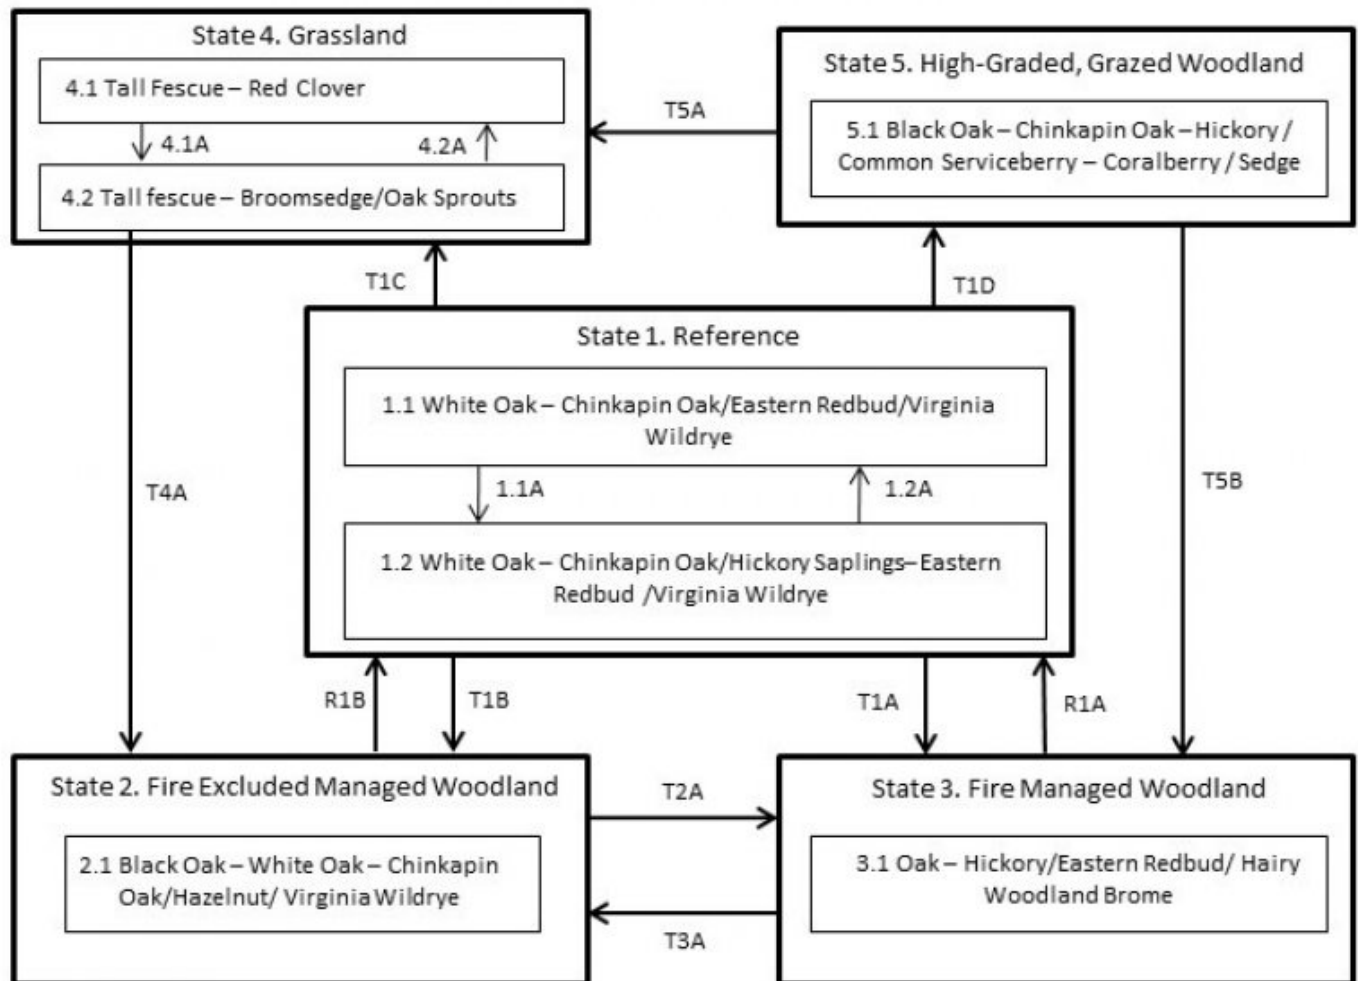 State 4. Grassland
4.1 Tall Fescue – Red Clover
4.1A
4.2A
4.2 Tall fescue – Broomsedge/Oak Sprouts
T5A
State 5. High-Graded, Grazed Woodland
5.1 Black Oak – Chinkapin Oak – Hickory /
Common Serviceberry – Coralberry / Sedge
T1C
T1D
State 1. Reference
1.1 White Oak – Chinkapin Oak/Eastern Redbud/Virginia
Wildrye
1.1A
1.2A
1.2 White Oak – Chinkapin Oak/Hickory Saplings–Eastern
Redbud /Virginia Wildrye
T4A
T5B
R1B
T1B
T1A
R1A
State 2. Fire Excluded Managed Woodland
2.1 Black Oak – White Oak – Chinkapin
Oak/Hazelnut/ Virginia Wildrye
T2A
T3A
State 3. Fire Managed Woodland
3.1 Oak – Hickory/Eastern Redbud/ Hairy
Woodland Brome